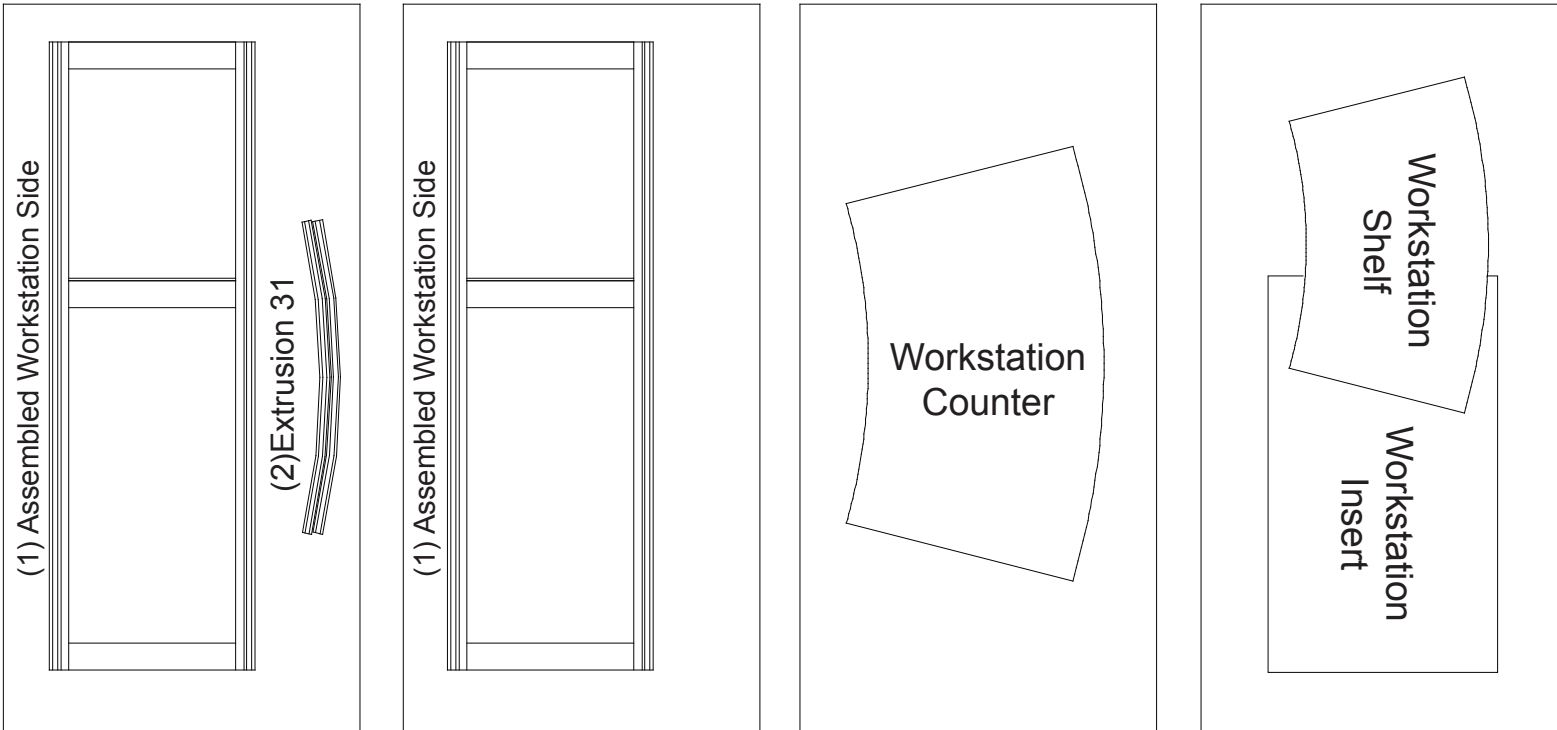 (1) Assembled Workstation Side
(2)Extrusion 31
(1) Assembled Workstation Side
Workstation
Counter
Workstation
Shelf
Workstation
Insert